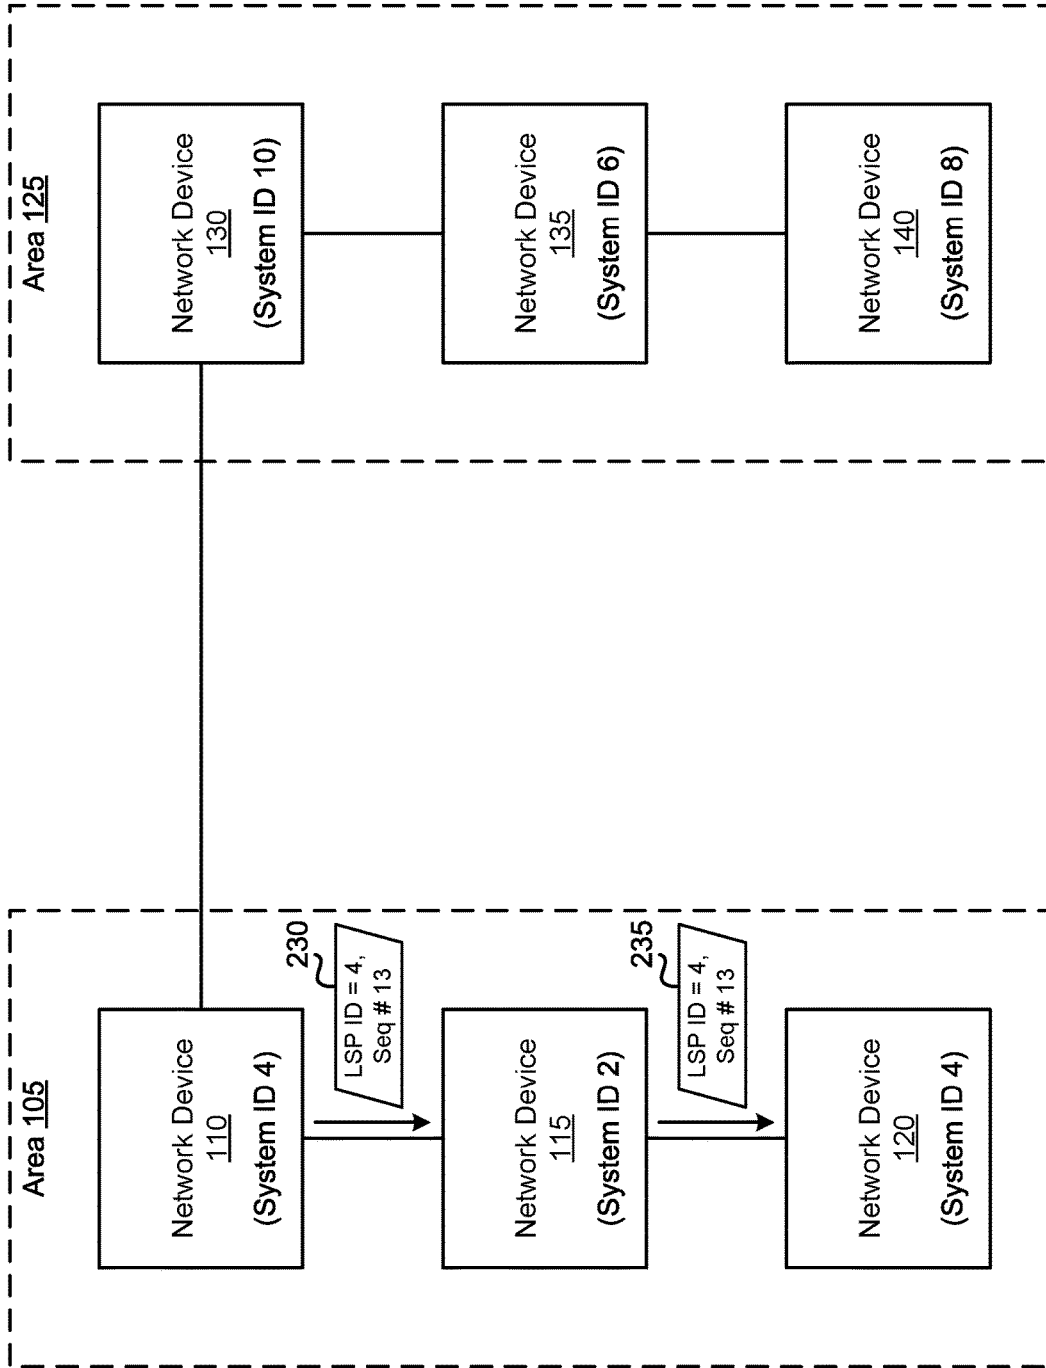 Area 105
Network Device
110
(System ID 4)
230
LSP ID = 4,
Seq # 13
Network Device
115
(System ID 2)
235
LSP ID = 4,
Seq # 13
Network Device
120
(System ID 4)
Area 125
Network Device
130
(System ID 10)
Network Device
135
(System ID 6)
Network Device
140
(System ID 8)